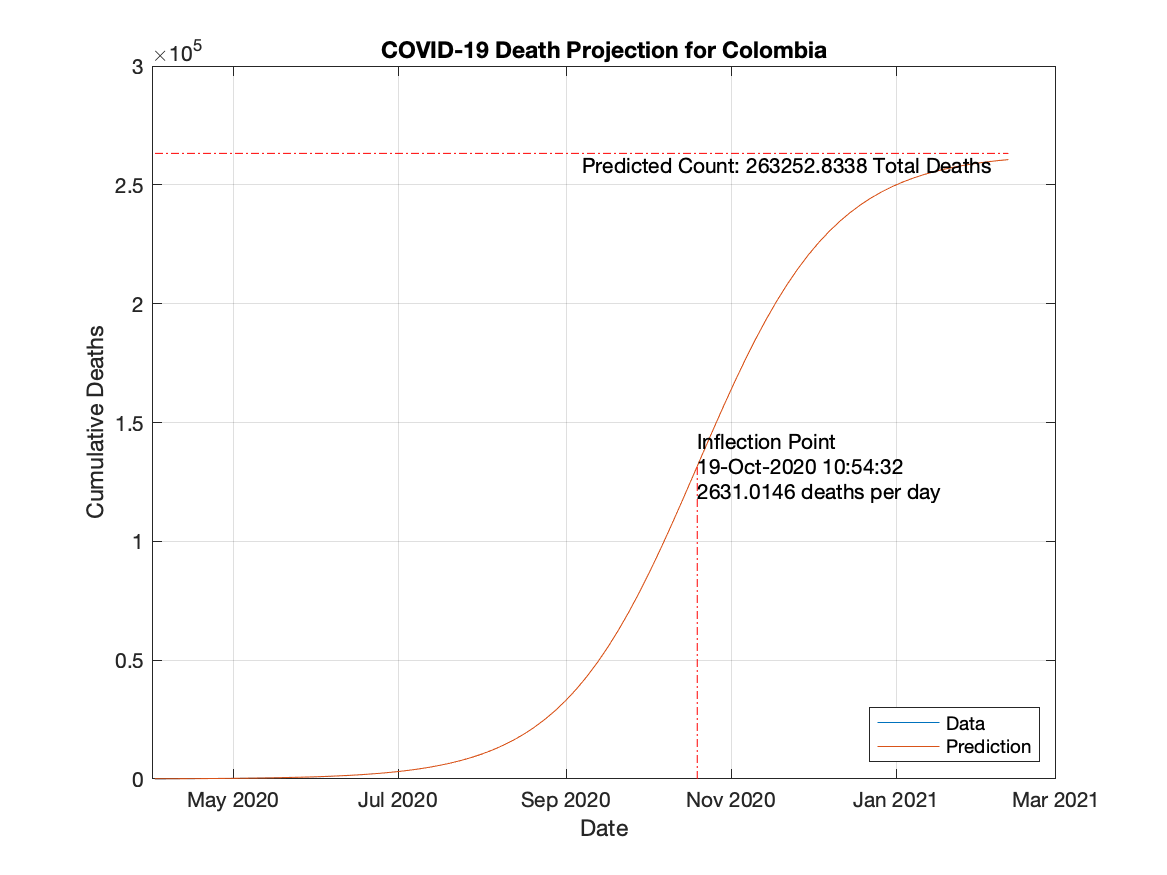 COVID-19 Death Projection for Colombia
×10^5
3
2.5
2
1.5
1
0.5
0
Cumulative Deaths
Predicted Count: 263252.8338 Total Deaths
Inflection Point
19-Oct-2020 10:54:32
2631.0146 deaths per day
Data
Prediction
May 2020 Jul 2020 Sep 2020 Nov 2020 Jan 2021 Mar 2021
Date